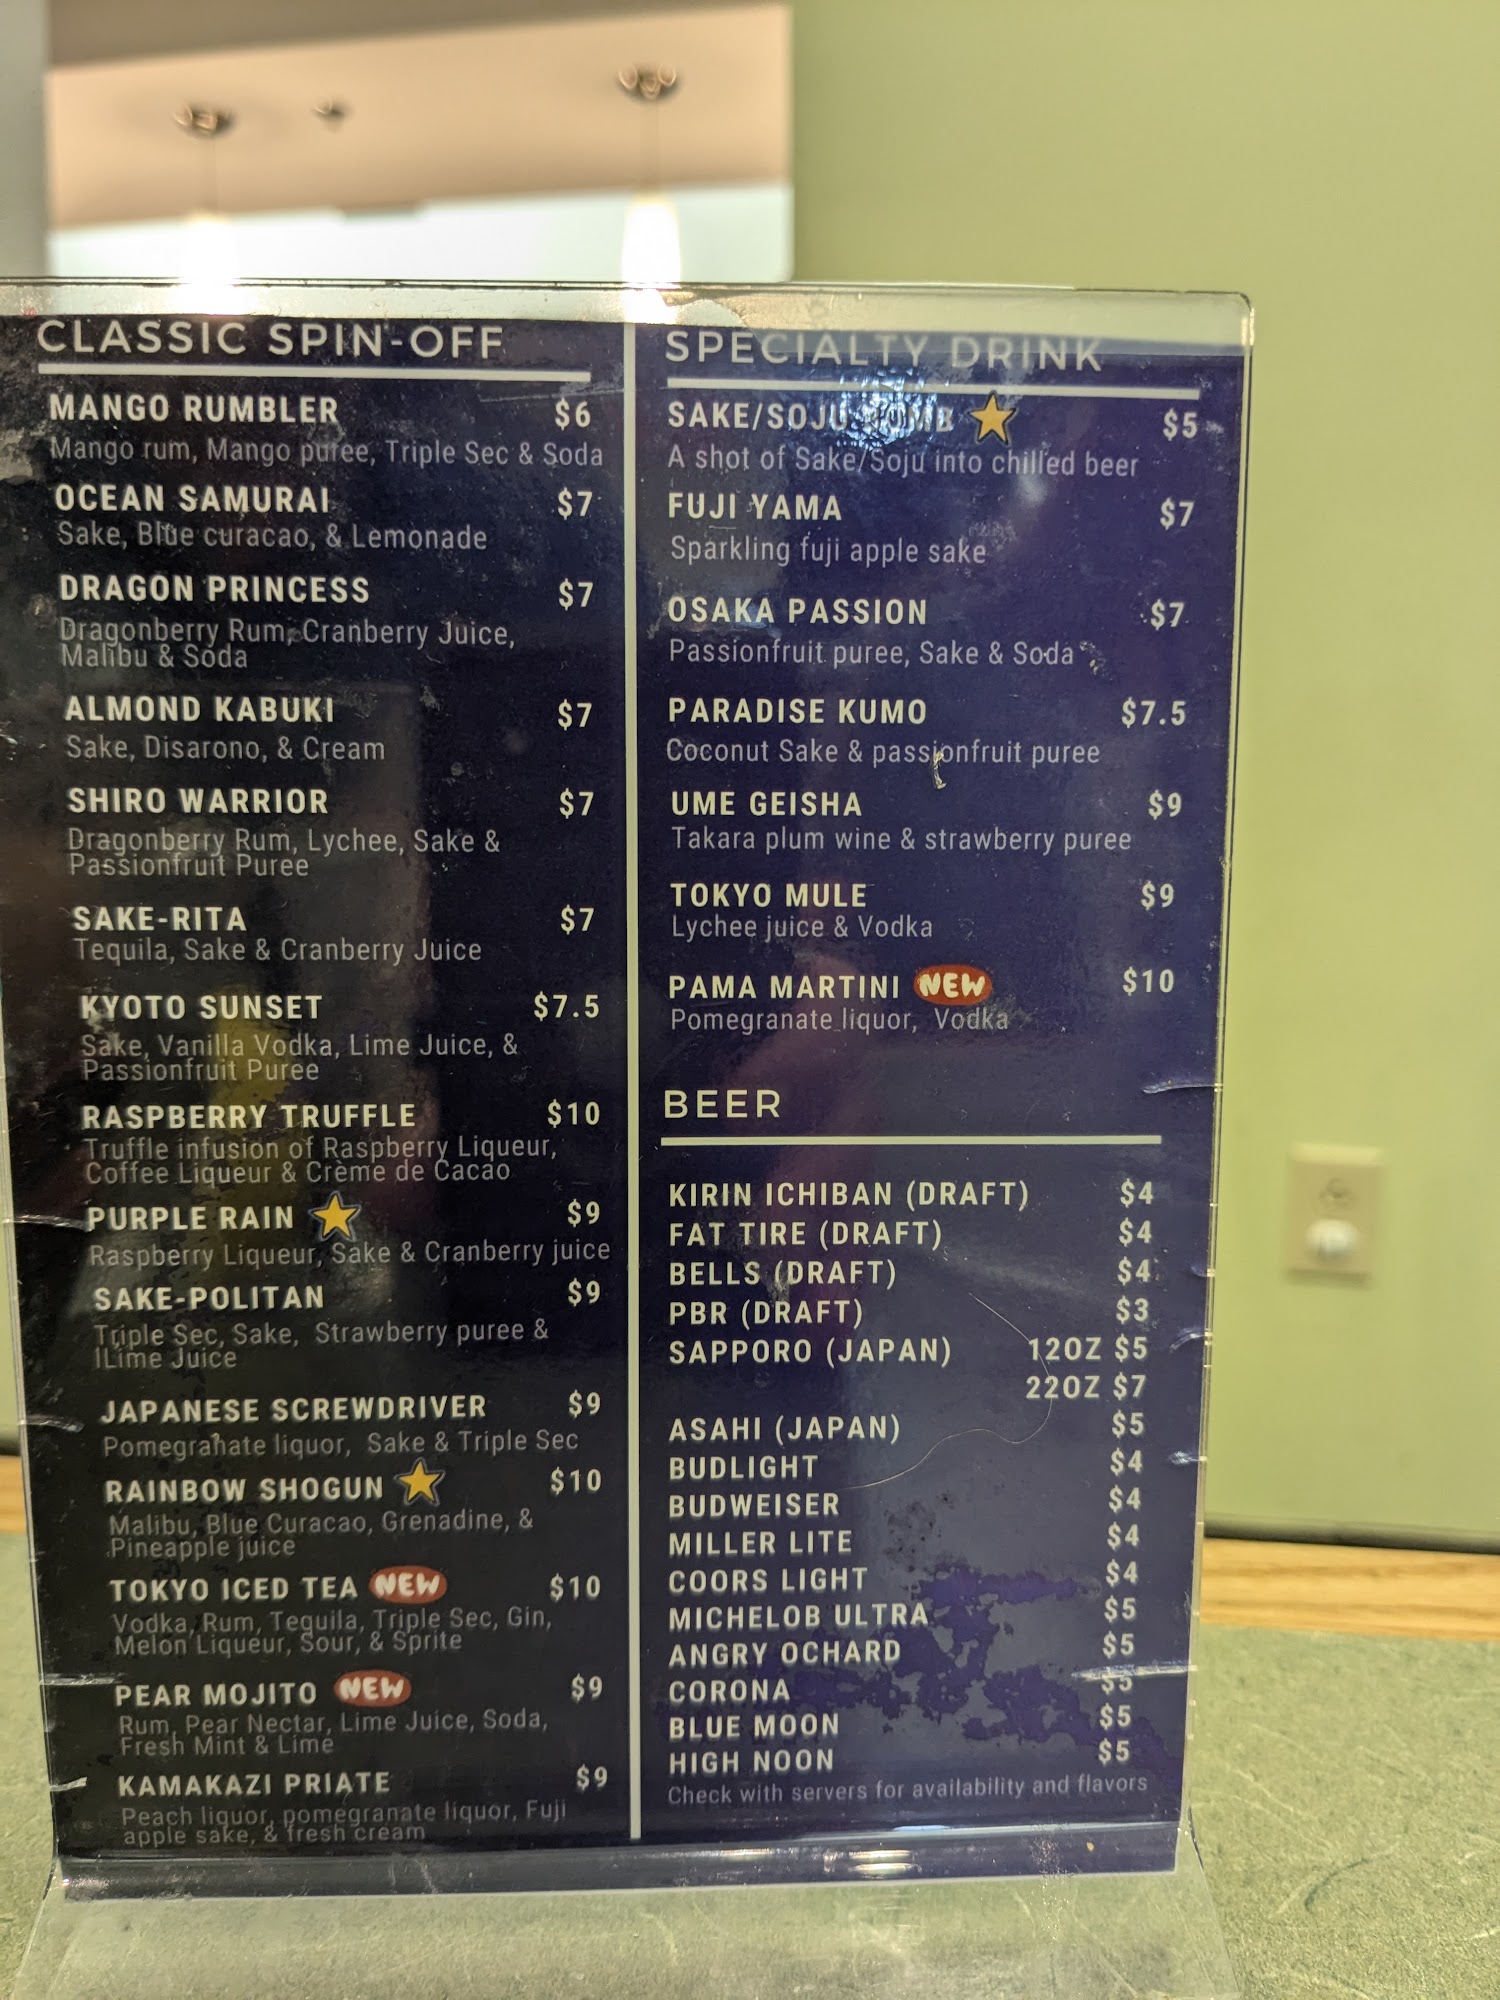 CLASSIC SPIN-OFF
MANGO RUMBLER $6
Mango rum, Mango puree, Triple Sec & Soda
OCEAN SAMURAI $7
Sake, Blue curacao, & Lemonade
DRAGON PRINCESS $7
Dragonberry Rum, Cranberry Juice,
Malibu & Soda
ALMOND KABUKI $7
Sake, Disarono, & Cream
SHIRO WARRIOR $7
Dragonberry Rum, Lychee, Sake &
Passionfruit Puree
SAKE-RITA $7
Tequila, Sake & Cranberry Juice
KYOTO SUNSET $7.5
Sake, Vanilla Vodka, Lime Juice, &
Passionfruit Puree
RASPBERRY TRUFFLE $10
Truffle infusion of Raspberry Liqueur,
Coffee Liqueur & Crème de Cacao
PURPLE RAIN $9
Raspberry Liqueur, Sake & Cranberry juice
SAKE-POLITAN $9
Triple Sec, Sake, Strawberry puree &
lLime Juice
JAPANESE SCREWDRIVER $9
Pomegranate liquor, Sake & Triple Sec
RAINBOW SHOGUN $10
Malibu, Blue Curacao, Grenadine, &
Pineapple juice
TOKYO ICED TEA NEW $10
Vodka, Rum, Tequila, Triple Sec, Gin,
Melon Liqueur, Sour, & Sprite
PEAR MOJITO NEW $9
Rum, Pear Nectar, Lime Juice, Soda,
Fresh Mint & Lime
KAMAKAZI PRIATE $9
Peach liquor, pomegranate liquor, Fuji
apple sake, & fresh cream
SPECIALTY DRINK
SAKE/SOJU BOMB $5
A shot of Sake/Soju into chilled beer
FUJI YAMA $7
Sparkling fuji apple sake
OSAKA PASSION $7
Passionfruit puree, Sake & Soda
PARADISE KUMO $7.5
Coconut Sake & passionfruit puree
UME GEISHA $9
Takara plum wine & strawberry puree
TOKYO MULE $9
Lychee juice & Vodka
PAMA MARTINI NEW $10
Pomegranate liquor, Vodka
BEER
KIRIN ICHIBAN (DRAFT) $4
FAT TIRE (DRAFT) $4
BELLS (DRAFT) $4
PBR (DRAFT) $3
SAPPORO (JAPAN) 12OZ $5
22OZ $7
ASAHI (JAPAN) $5
BUDLIGHT $4
BUDWEISER $4
MILLER LITE $4
COORS LIGHT $4
MICHELOB ULTRA $5
ANGRY OCHARD $5
CORONA $5
BLUE MOON $5
HIGH NOON $5
Check with servers for availability and flavors